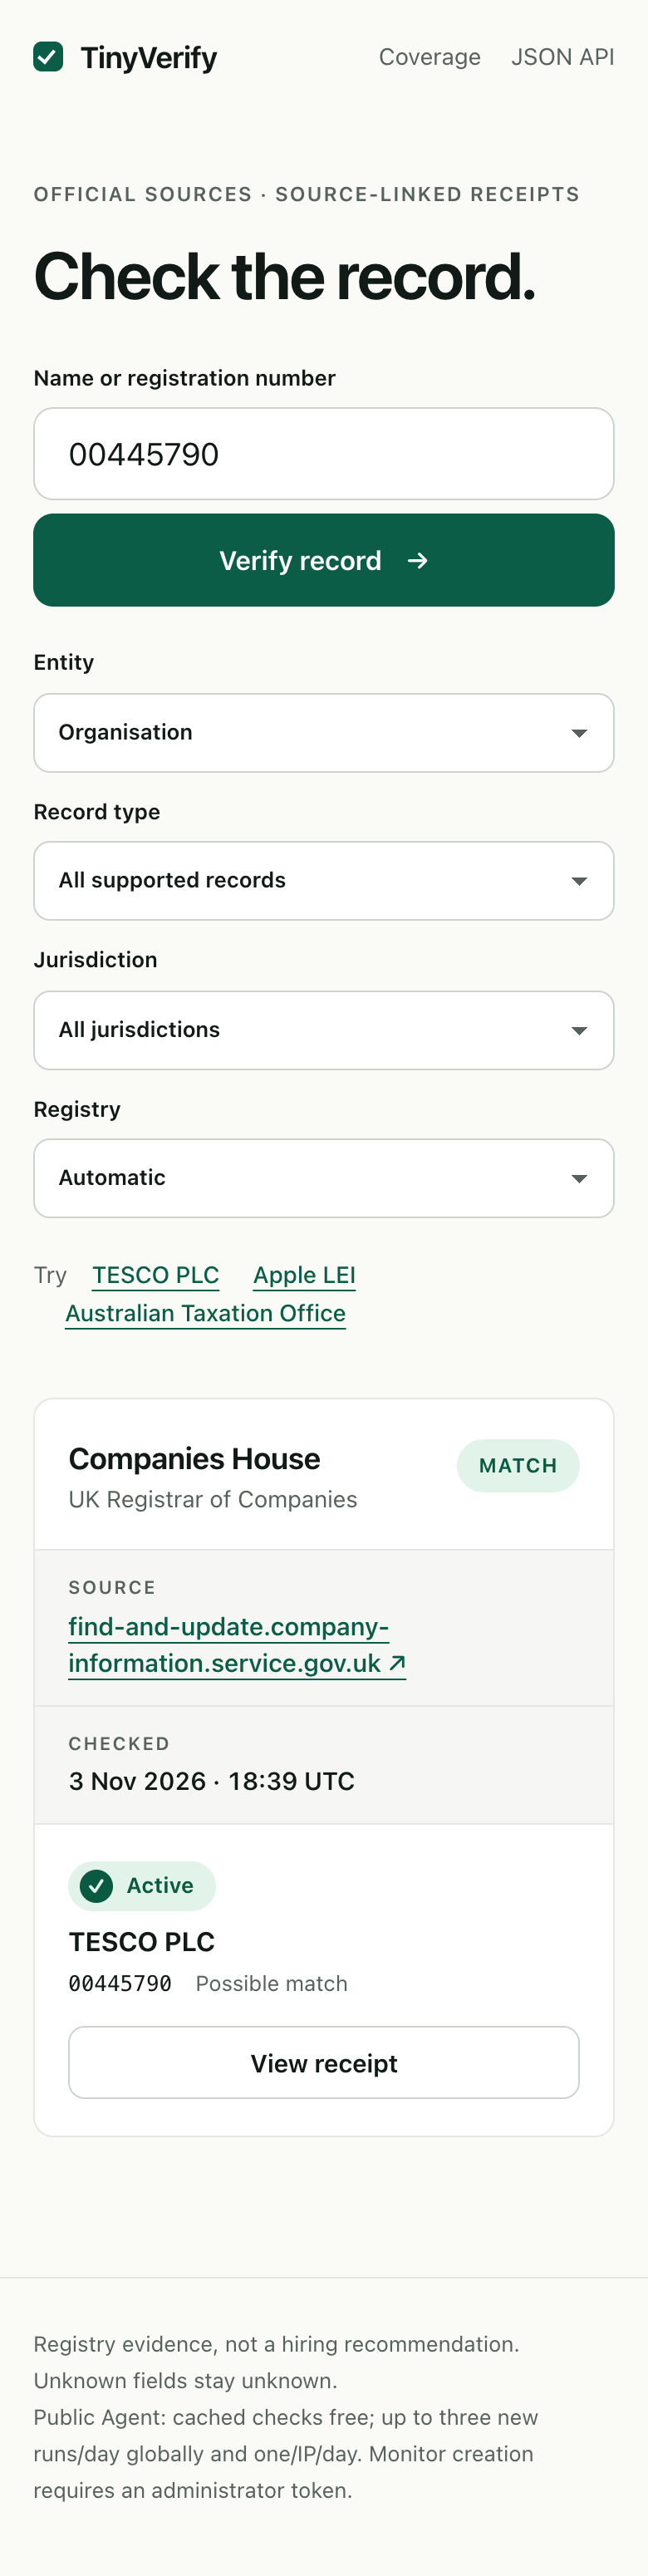 TinyVerify
Coverage JSON API
OFFICIAL SOURCES · SOURCE-LINKED RECEIPTS
Check the record.
Name or registration number
00445790
Verify record →
Entity
Organisation
Record type
All supported records
Jurisdiction
All jurisdictions
Registry
Automatic
Try TESCO PLC Apple LEI
Australian Taxation Office
Companies House
MATCH
UK Registrar of Companies
SOURCE
find-and-update.company-
information.service.gov.uk ↗
CHECKED
3 Nov 2026 · 18:39 UTC
Active
TESCO PLC
00445790 Possible match
View receipt
Registry evidence, not a hiring recommendation.
Unknown fields stay unknown.
Public Agent: cached checks free; up to three new
runs/day globally and one/IP/day. Monitor creation
requires an administrator token.